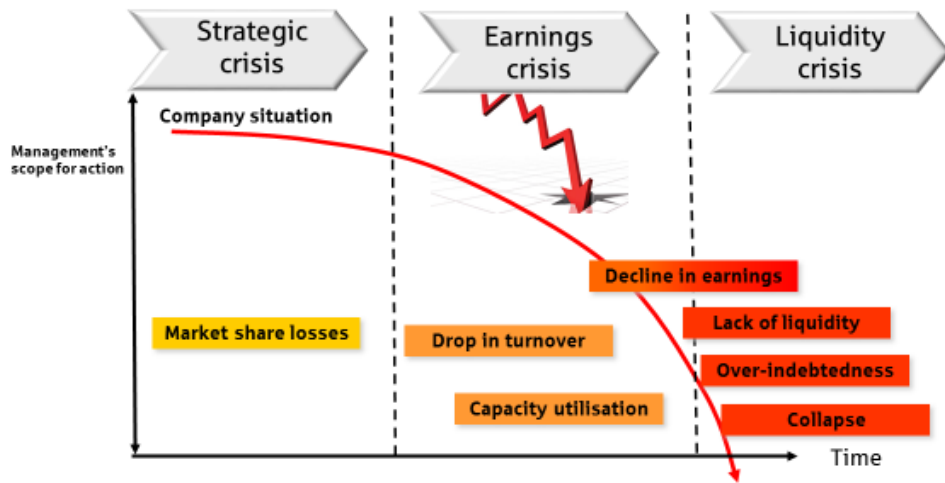 Strategic
crisis
Earnings
crisis
Liquidity
crisis
Company situation
Management's
scope for action
Decline in earnings
Market share losses
Drop in turnover
Lack of liquidity
Over-indebtedness
Capacity utilisation
Collapse
Time